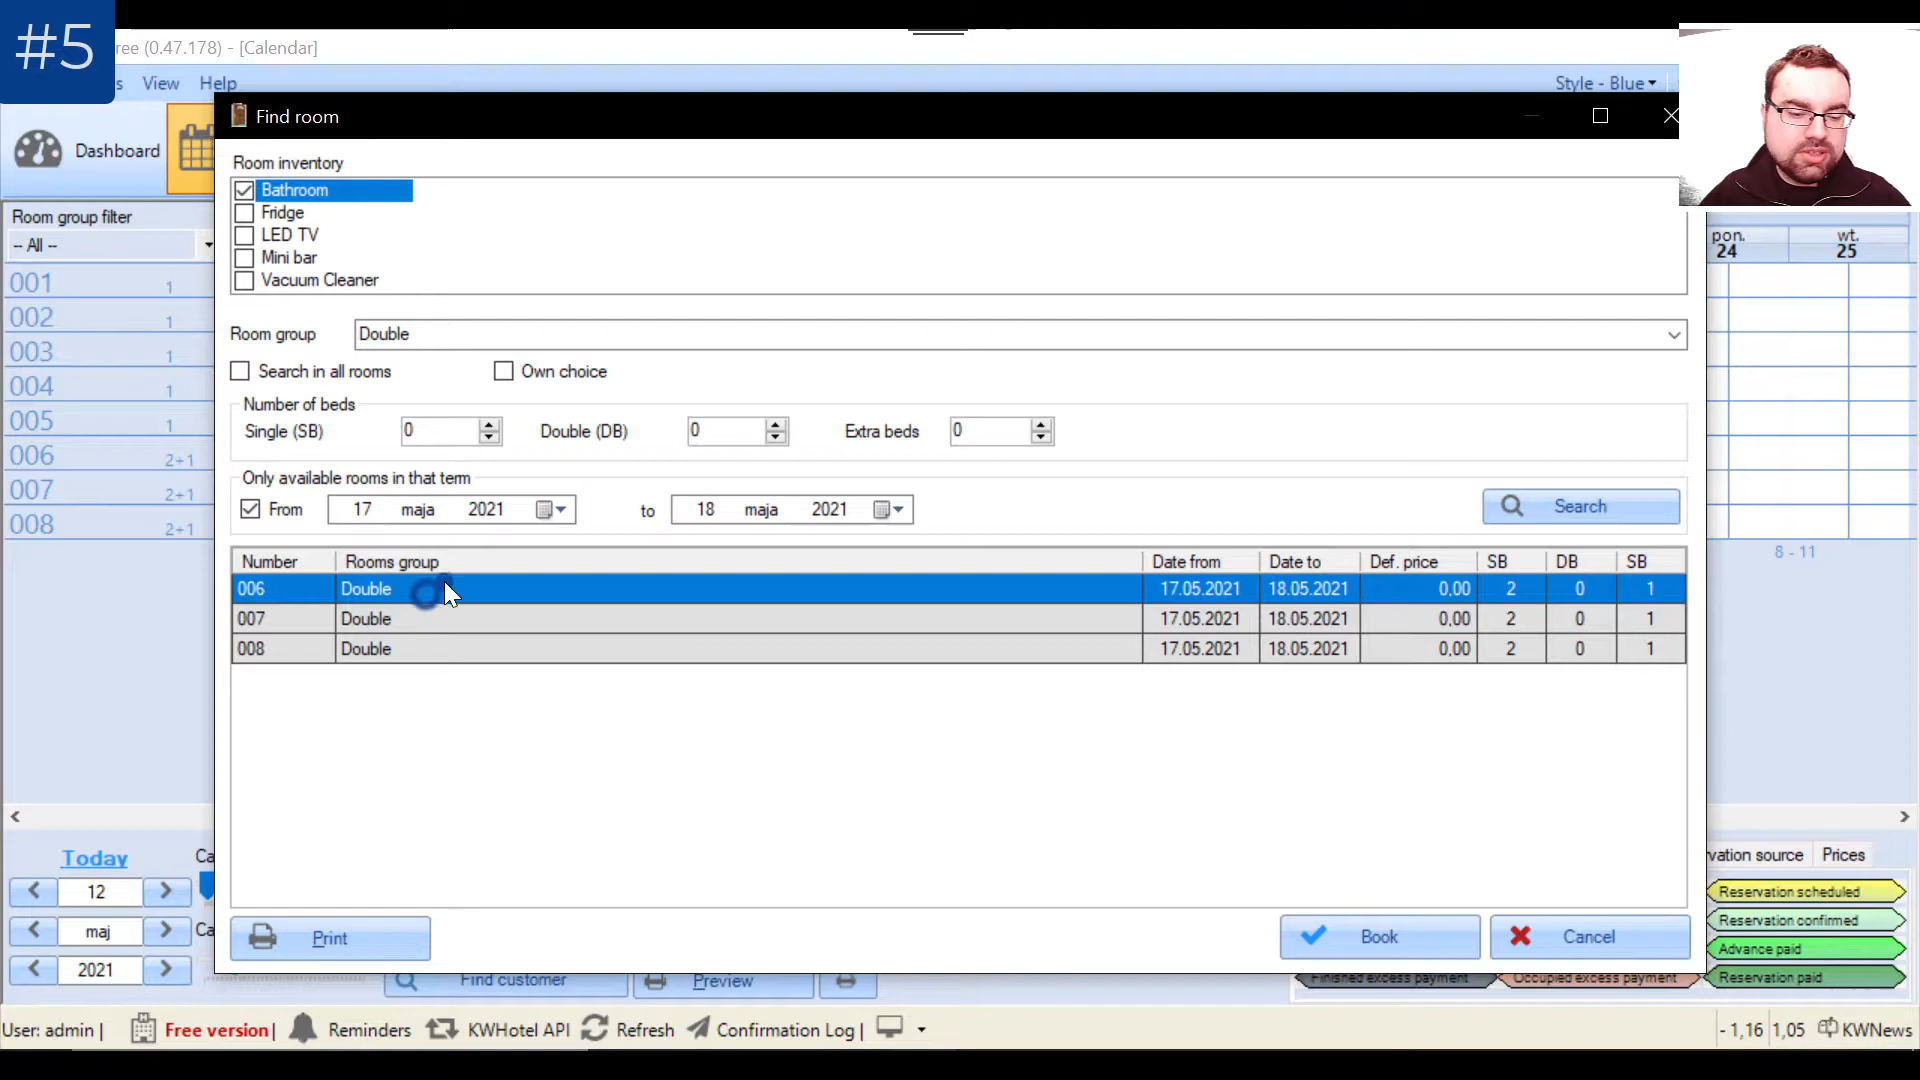 #5
ree (0.47.178) - [Calendar]
s View Help
Style - Blue
Find room
Dashboard
Room inventory
Bathroom
Fridge
LED TV
Mini bar
Vacuum Cleaner
Room group filter
-- All --
pon. 24
wt. 25
001 1
002 1
003 1
004 1
005 1
006 2+1
007 2+1
008 2+1
8 - 11
Room group Double
Search in all rooms Own choice
Number of beds
Single (SB) 0 Double (DB) 0 Extra beds 0
Only available rooms in that term
From 17 maja 2021 to 18 maja 2021 Search
Number Rooms group Date from Date to Def. price SB DB SB
006 Double 17.05.2021 18.05.2021 0,00 2 0 1
007 Double 17.05.2021 18.05.2021 0,00 2 0 1
008 Double 17.05.2021 18.05.2021 0,00 2 0 1
Print Book Cancel
Today Ca
12
maj Ca
2021
Find customer Preview
vation source Prices
Reservation scheduled
Reservation confirmed
Advance paid
Finished excess payment Occupied excess payment Reservation paid
User: admin | Free version | Reminders KWHotel API Refresh Confirmation Log | - 1,16 1,05 KWNews